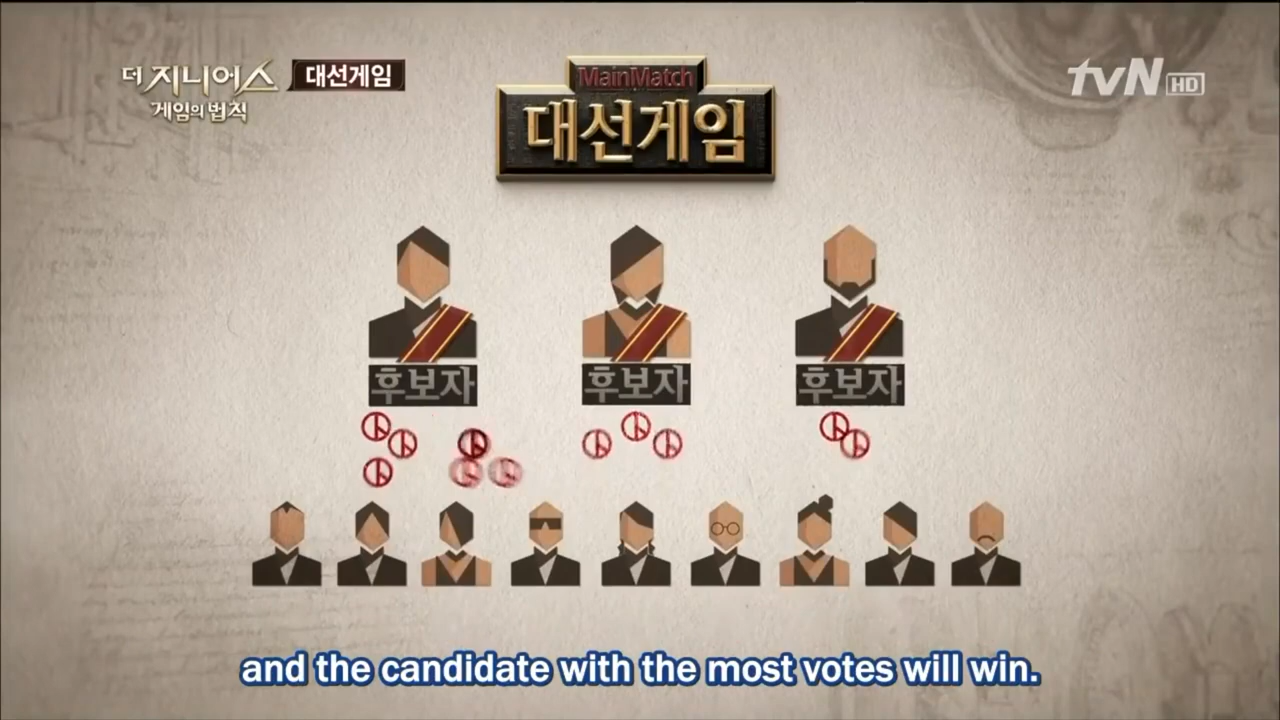 더 지니어스
게임의 법칙
대선게임
tvN HD
MainMatch
대선게임
후보자 후보자 후보자
and the candidate with the most votes will win.